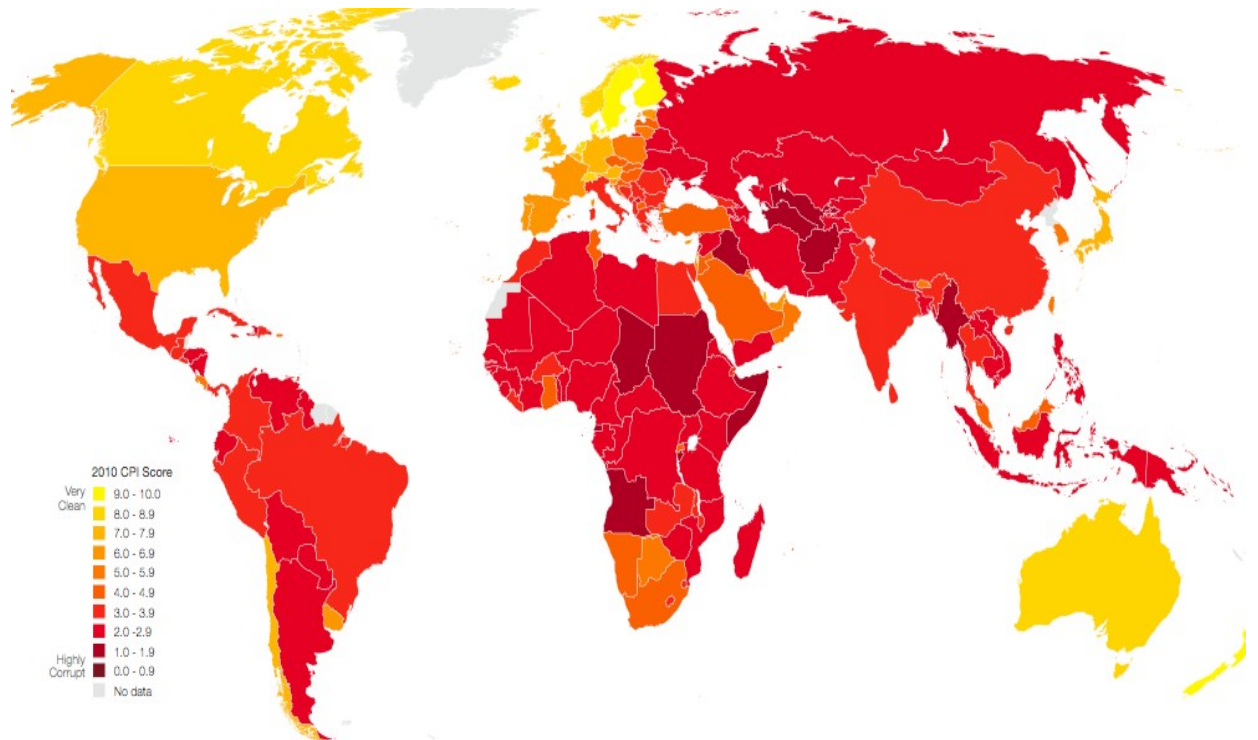 2010 CPI Score
Very
Clean
9.0 - 10.0
8.0 - 8.9
7.0 - 7.9
6.0 - 6.9
5.0 - 5.9
4.0 - 4.9
3.0 - 3.9
2.0 -2.9
1.0 - 1.9
Highly
Corrupt
0.0 - 0.9
No data